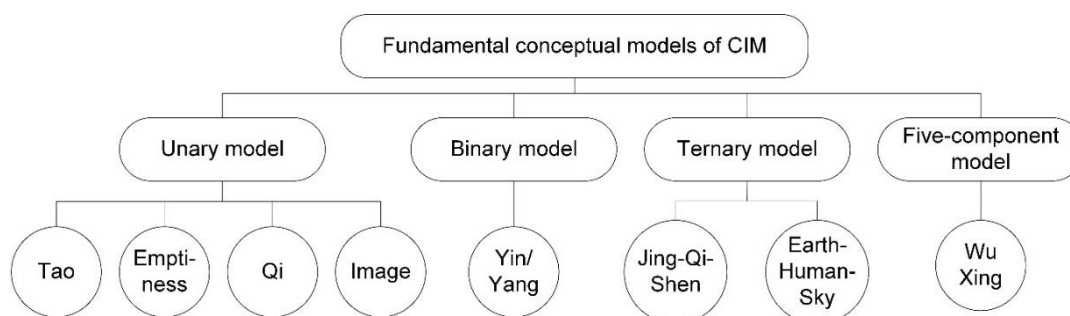 Fundamental conceptual models of CIM
Unary model
Binary model
Ternary model
Five-component
model
Tao
Empti-
ness
Qi
Image
Yin/
Yang
Jing-Qi-
Shen
Earth-
Human-
Sky
Wu
Xing